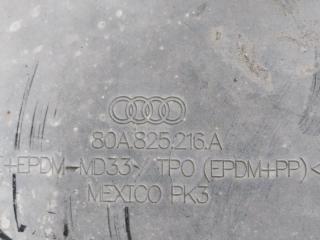 80A.825.216.A
+EPDM-MD33> TPO (EPDM+PP)<
MEXICO PK3